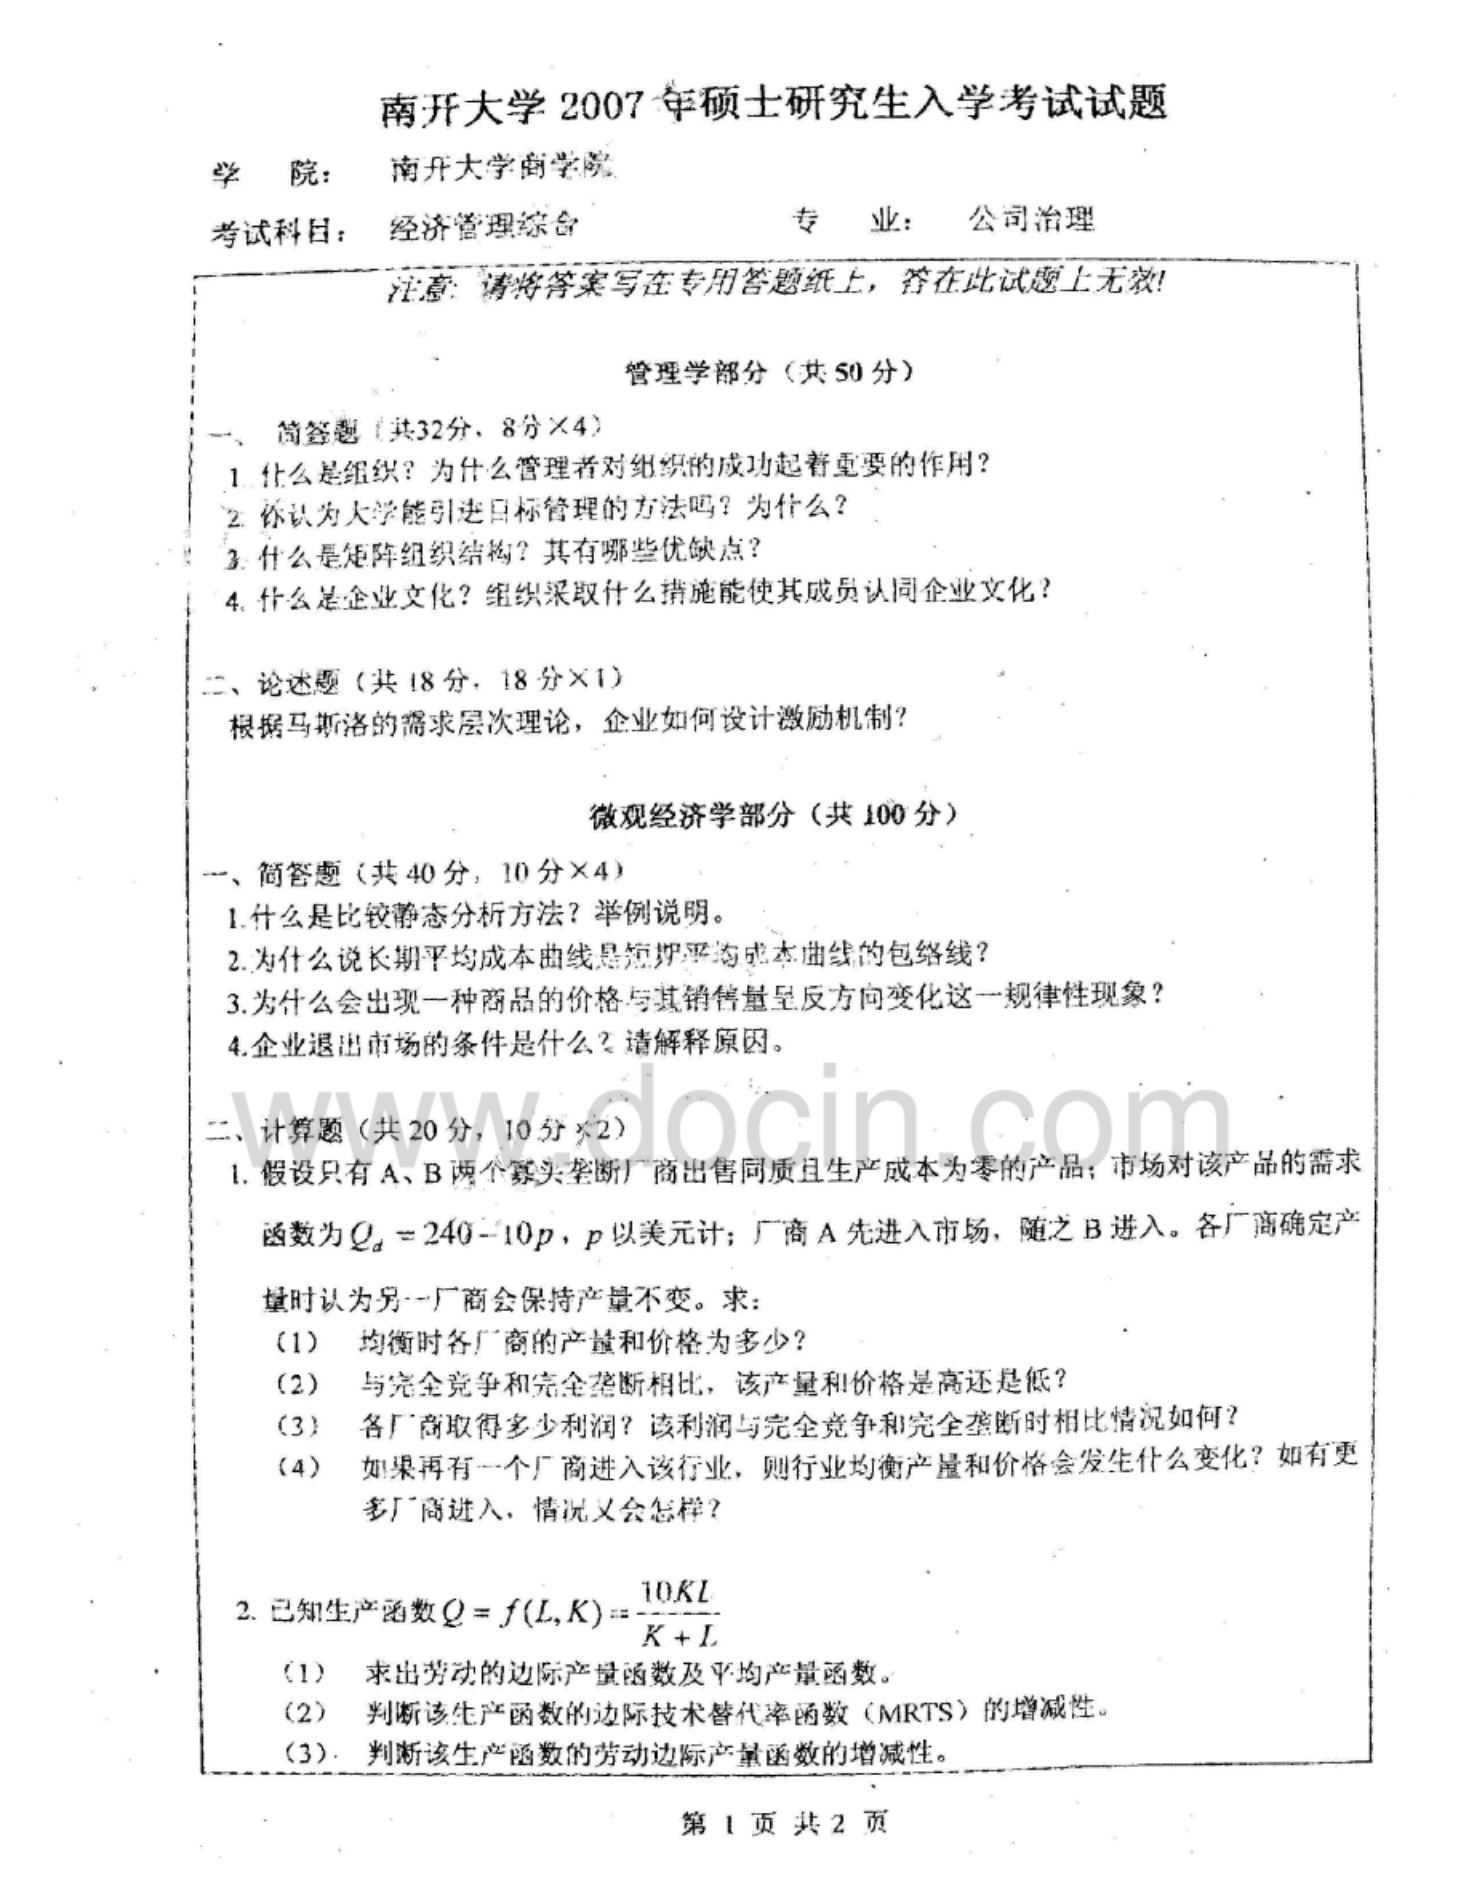 南开大学 2007 年硕士研究生入学考试试题
学 院： 南开大学商学院
考试科目： 经济管理综合 专 业： 公司治理
注意：请将答案写在专用答题纸上，答在此试题上无效!
管理学部分（共 50 分）
一、 简答题（共32分，8分×4）
1. 什么是组织？为什么管理者对组织的成功起着重要的作用？
2. 你认为大学能引进目标管理的方法吗？为什么？
3. 什么是矩阵组织结构？其有哪些优缺点？
4. 什么是企业文化？组织采取什么措施能使其成员认同企业文化？
二、论述题（共 18 分，18 分×1）
根据马斯洛的需求层次理论，企业如何设计激励机制？
微观经济学部分（共 100 分）
一、简答题（共 40 分，10 分×4）
1.什么是比较静态分析方法？举例说明。
2.为什么说长期平均成本曲线是短期平均成本曲线的包络线？
3.为什么会出现一种商品的价格与其销售量呈反方向变化这一规律性现象？
4.企业退出市场的条件是什么？请解释原因。
www.docin.com
二、计算题（共 20 分，10 分×2）
1. 假设只有 A、B 两个寡头垄断厂商出售同质且生产成本为零的产品；市场对该产品的需求
函数为 Q_d = 240－10p，p 以美元计；厂商 A 先进入市场，随之 B 进入。各厂商确定产
量时认为另一厂商会保持产量不变。求：
（1） 均衡时各厂商的产量和价格为多少？
（2） 与完全竞争和完全垄断相比，该产量和价格是高还是低？
（3） 各厂商取得多少利润？该利润与完全竞争和完全垄断时相比情况如何？
（4） 如果再有一个厂商进入该行业，则行业均衡产量和价格会发生什么变化？如有更
多厂商进入，情况又会怎样？
2. 已知生产函数 Q = f(L, K) = 10KL / K + L
（1） 求出劳动的边际产量函数及平均产量函数。
（2） 判断该生产函数的边际技术替代率函数（MRTS）的增减性。
（3） 判断该生产函数的劳动边际产量函数的增减性。
第 1 页 共 2 页